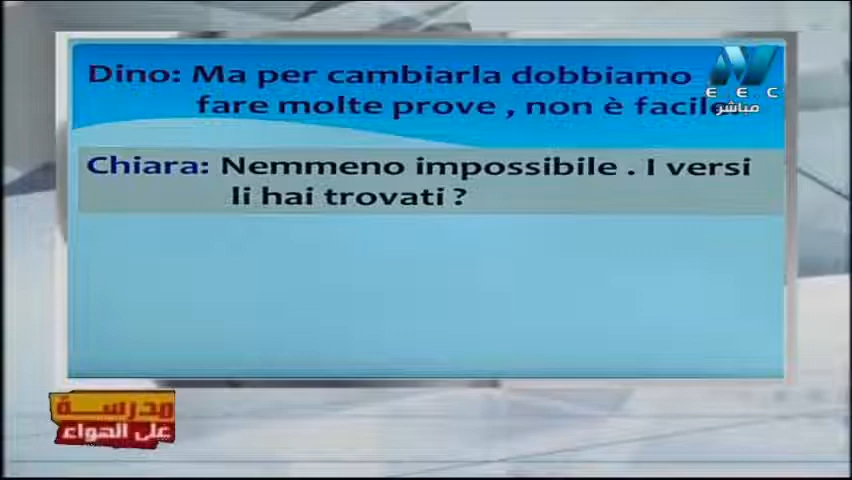 Dino: Ma per cambiarla dobbiamo
fare molte prove , non è facile
E . E . C
مباشر
Chiara: Nemmeno impossibile . I versi
li hai trovati ?
مدرسة
على الهواء